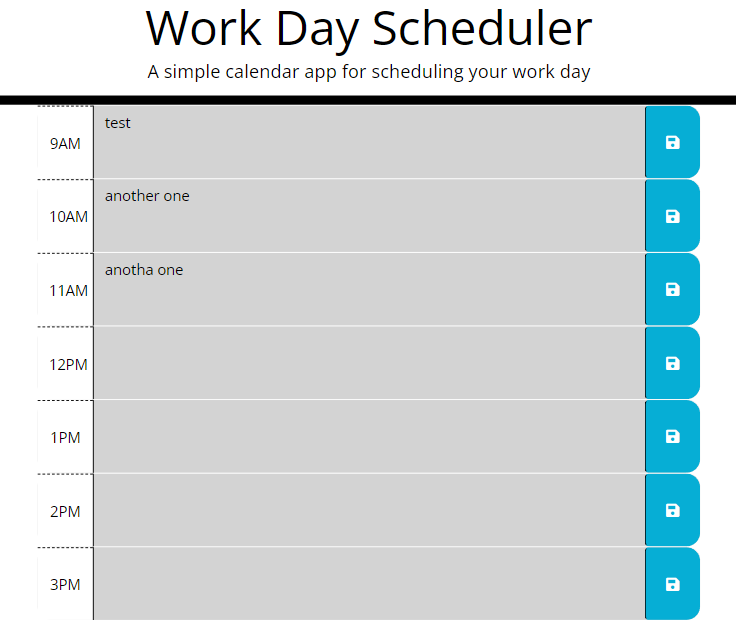 Work Day Scheduler
A simple calendar app for scheduling your work day
9AM test
10AM another one
11AM anotha one
12PM
1PM
2PM
3PM